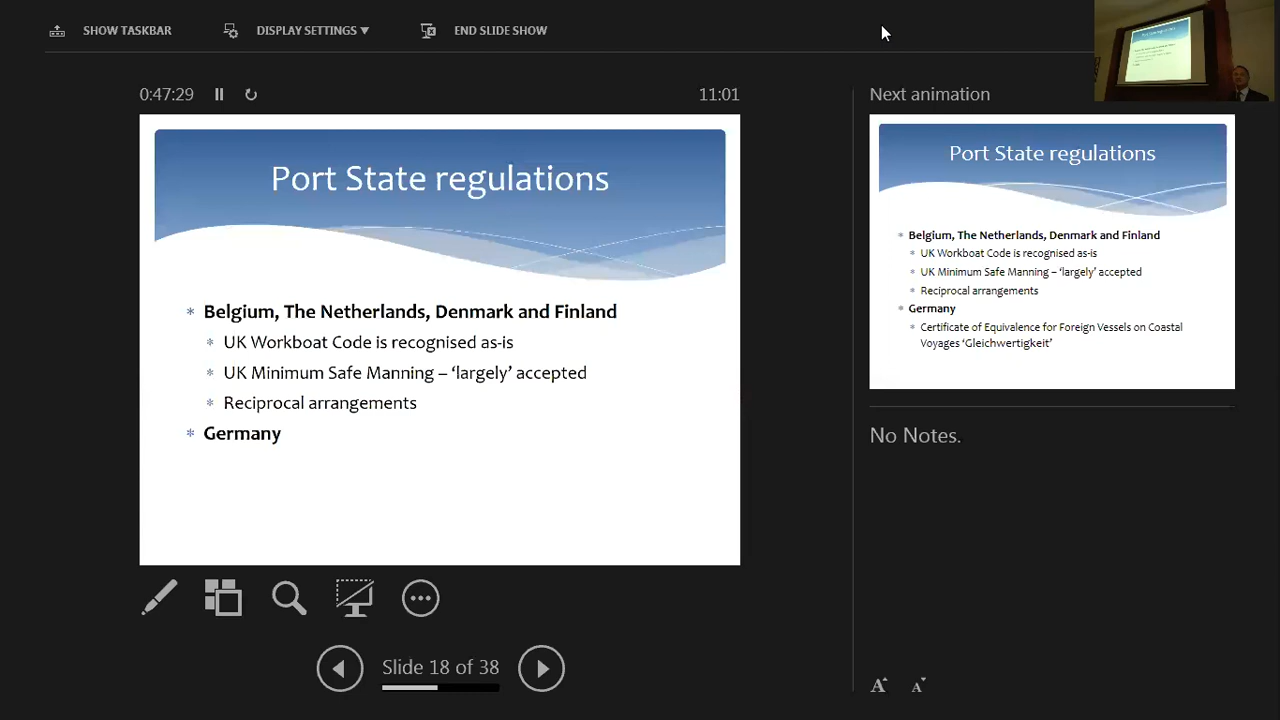 SHOW TASKBAR
DISPLAY SETTINGS ▼
END SLIDE SHOW
0:47:29
11:01
Port State regulations
* Belgium, The Netherlands, Denmark and Finland
* UK Workboat Code is recognised as-is
* UK Minimum Safe Manning – ‘largely’ accepted
* Reciprocal arrangements
* Germany
Slide 18 of 38
Next animation
Port State regulations
* Belgium, The Netherlands, Denmark and Finland
* UK Workboat Code is recognised as-is
* UK Minimum Safe Manning – ‘largely’ accepted
* Reciprocal arrangements
* Germany
* Certificate of Equivalence for Foreign Vessels on Coastal
Voyages ‘Gleichwertigkeit’
No Notes.
A A